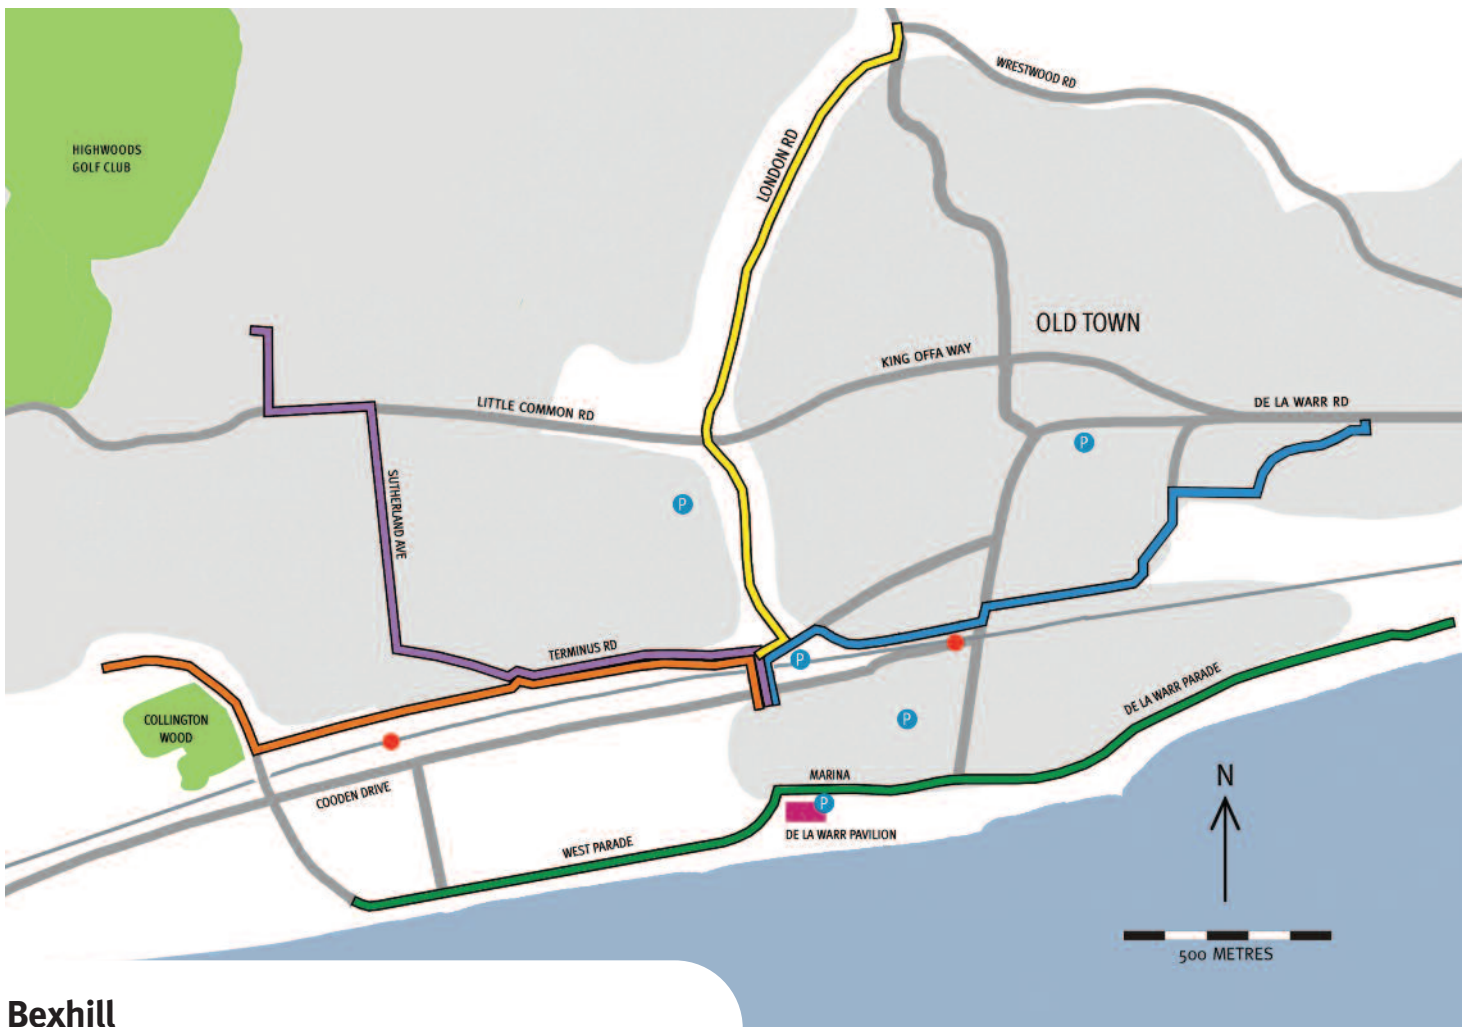 WRESTWOOD RD
HIGHWOODS
GOLF CLUB
LONDON RD
OLD TOWN
KING OFFA WAY
LITTLE COMMON RD
DE LA WARR RD
P
P
SUTHERLAND AVE
TERMINUS RD
P
P
COLLINGTON
WOOD
DE LA WARR PARADE
MARINA
COODEN DRIVE
P
DE LA WARR PAVILION
WEST PARADE
N
500 METRES
Bexhill